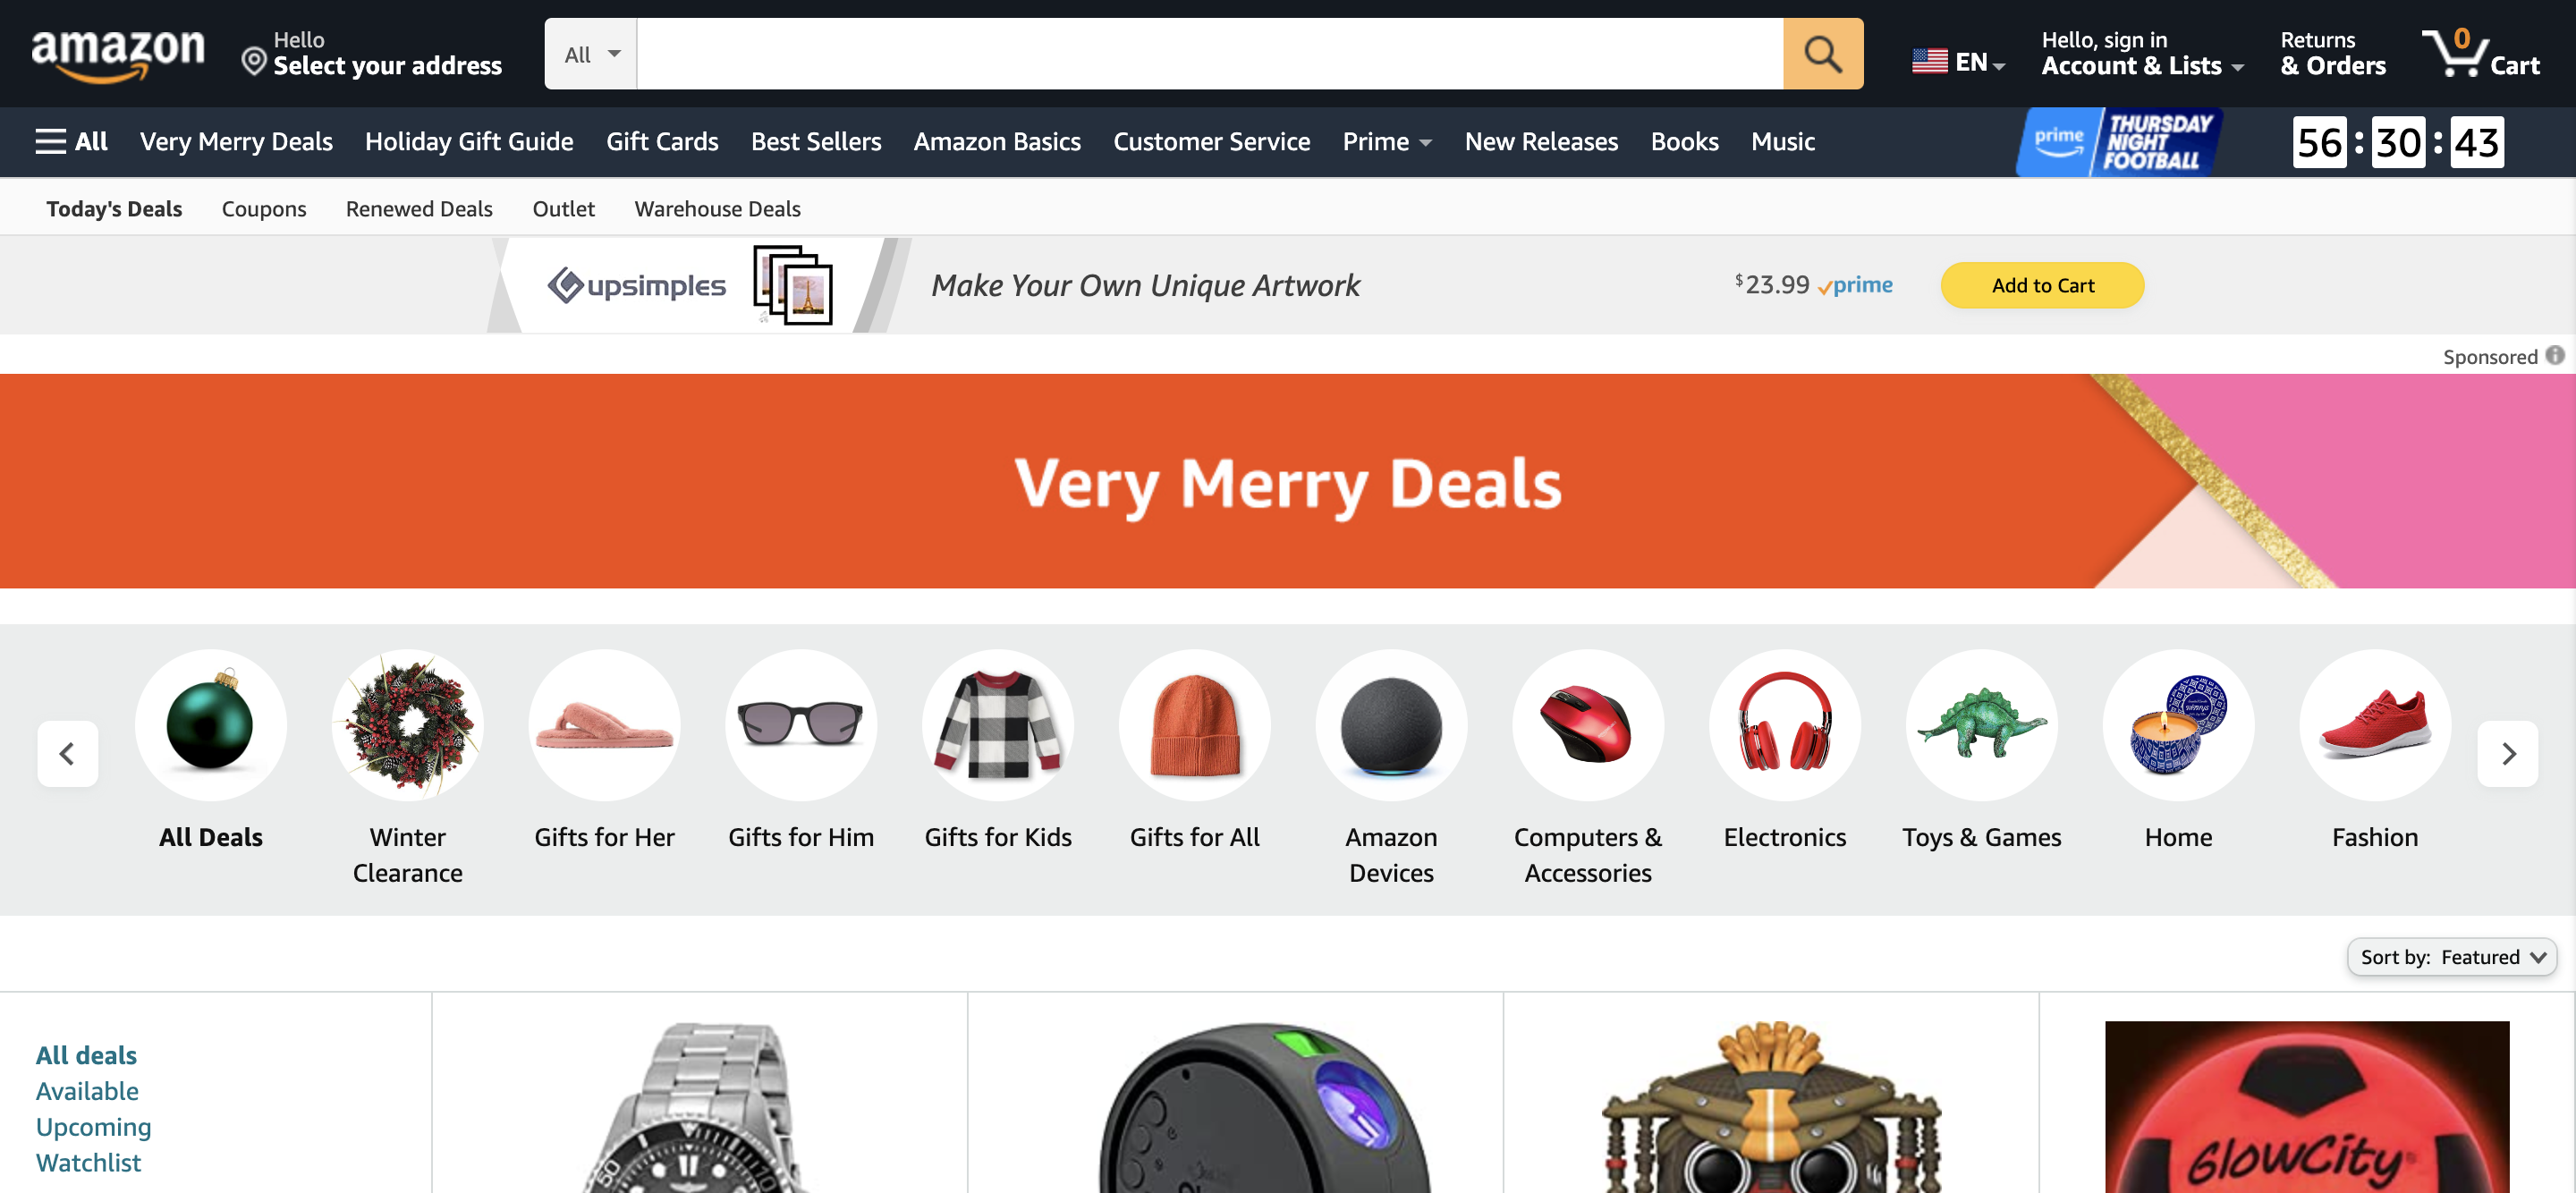 amazon
Hello
Select your address
All
EN
Hello, sign in
Account & Lists
Returns
& Orders
0
Cart
All
Very Merry Deals
Holiday Gift Guide
Gift Cards
Best Sellers
Amazon Basics
Customer Service
Prime
New Releases
Books
Music
prime
THURSDAY
NIGHT
FOOTBALL
56:30:43
Today's Deals
Coupons
Renewed Deals
Outlet
Warehouse Deals
upsimples
Make Your Own Unique Artwork
$23.99 prime
Add to Cart
Sponsored
Very Merry Deals
All Deals
Winter
Clearance
Gifts for Her
Gifts for Him
Gifts for Kids
Gifts for All
Amazon
Devices
Computers &
Accessories
Electronics
Toys & Games
Home
Fashion
Sort by: Featured
All deals
Available
Upcoming
Watchlist
50
GlowCity